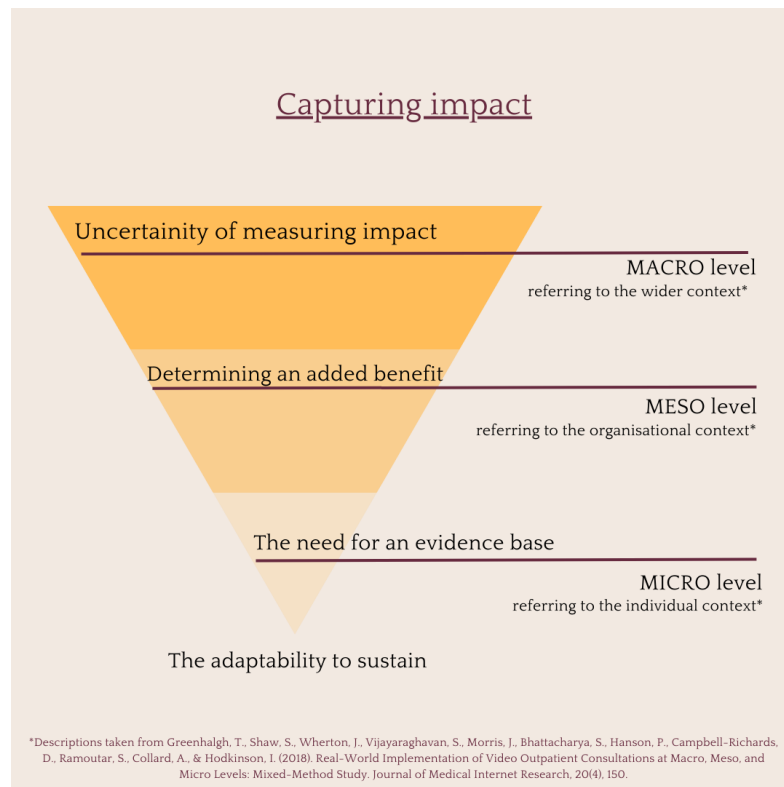 Capturing impact
Uncertainity of measuring impact
MACRO level
referring to the wider context*
Determining an added benefit
MESO level
referring to the organisational context*
The need for an evidence base
MICRO level
referring to the individual context*
The adaptability to sustain
*Descriptions taken from Greenhalgh, T., Shaw, S., Wherton, J., Vijayaraghavan, S., Morris, J., Bhattacharya, S., Hanson, P., Campbell-Richards,
D., Ramoutar, S., Collard, A., & Hodkinson, I. (2018). Real-World Implementation of Video Outpatient Consultations at Macro, Meso, and
Micro Levels: Mixed-Method Study. Journal of Medical Internet Research, 20(4), 150.